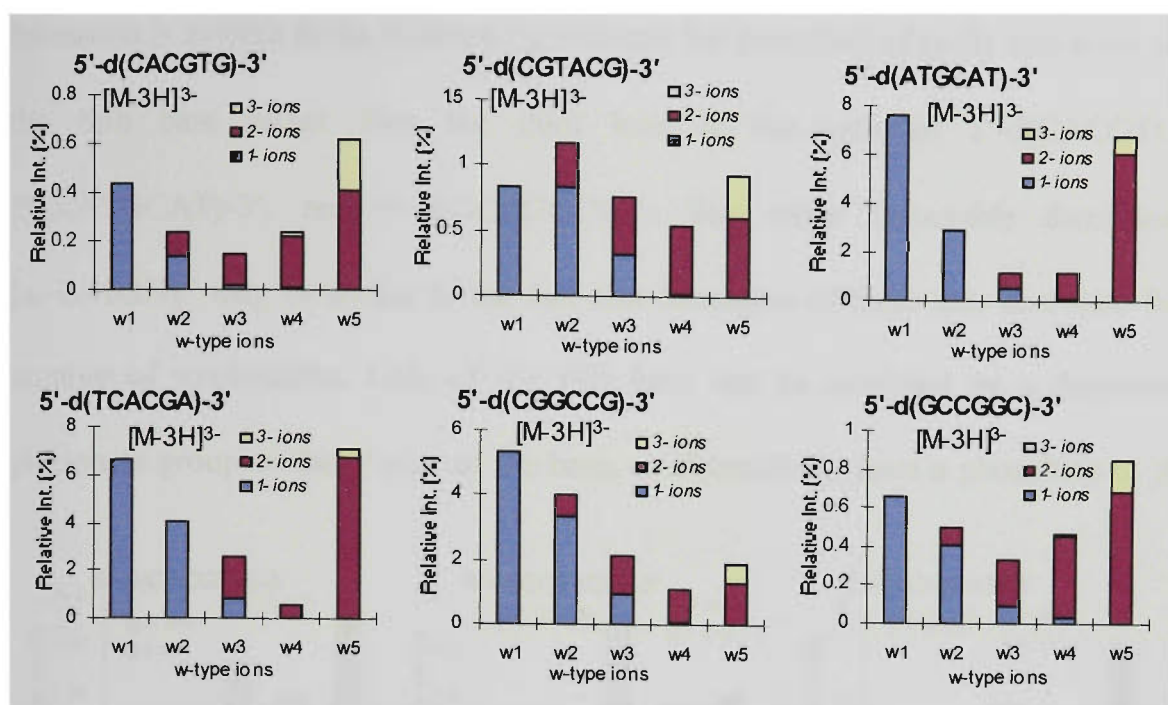 5'-d(CACGTG)-3'
[M-3H]3-
3- ions
2- ions
1- ions
Relative Int. (%)
0.8
0.6
0.4
0.2
0
w1 w2 w3 w4 w5
w-type ions
5'-d(CGTACG)-3'
[M-3H]3-
3- ions
2- ions
1- ions
Relative Int. (%)
15
1
0.5
0
w1 w2 w3 w4 w5
w-type ions
5'-d(ATGCAT)-3'
[M-3H]3-
3- ions
2- ions
1- ions
Relative Int. (%)
8
6
4
2
0
w1 w2 w3 w4 w5
w-type ions
5'-d(TCACGA)-3'
[M-3H]3-
3- ions
2- ions
1- ions
Relative Int. (%)
8
6
4
2
0
w1 w2 w3 w4 w5
w-type ions
5'-d(CGGCCG)-3'
[M-3H]3-
3- ions
2- ions
1- ions
Relative Int. (%)
6
4
2
0
w1 w2 w3 w4 w5
w-type ions
5'-d(GCCGGC)-3'
[M-3H]3-
3- ions
2- ions
1- ions
Relative Int. (%)
1
0.8
0.6
0.4
0.2
0
w1 w2 w3 w4 w5
w-type ions